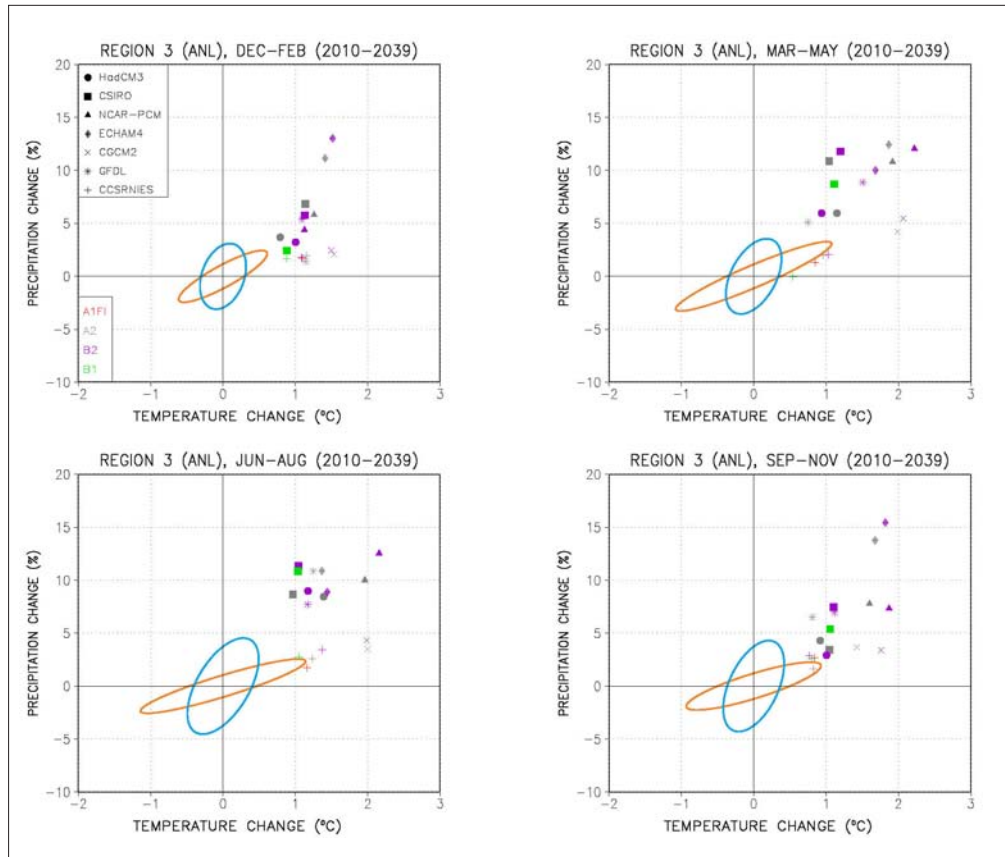 REGION 3 (ANL), DEC-FEB (2010-2039)
20
15
10
5
0
-5
-10
-2
-1
0
1
2
3
PRECIPITATION CHANGE (%)
TEMPERATURE CHANGE (ºC)
HadCM3
CSIRO
NCAR-PCM
ECHAM4
CGCM2
GFDL
CCSRNIES
A1FI
A2
B2
B1
REGION 3 (ANL), MAR-MAY (2010-2039)
20
15
10
5
0
-5
-10
-2
-1
0
1
2
3
PRECIPITATION CHANGE (%)
TEMPERATURE CHANGE (ºC)
REGION 3 (ANL), JUN-AUG (2010-2039)
20
15
10
5
0
-5
-10
-2
-1
0
1
2
3
PRECIPITATION CHANGE (%)
TEMPERATURE CHANGE (ºC)
REGION 3 (ANL), SEP-NOV (2010-2039)
20
15
10
5
0
-5
-10
-2
-1
0
1
2
3
PRECIPITATION CHANGE (%)
TEMPERATURE CHANGE (ºC)